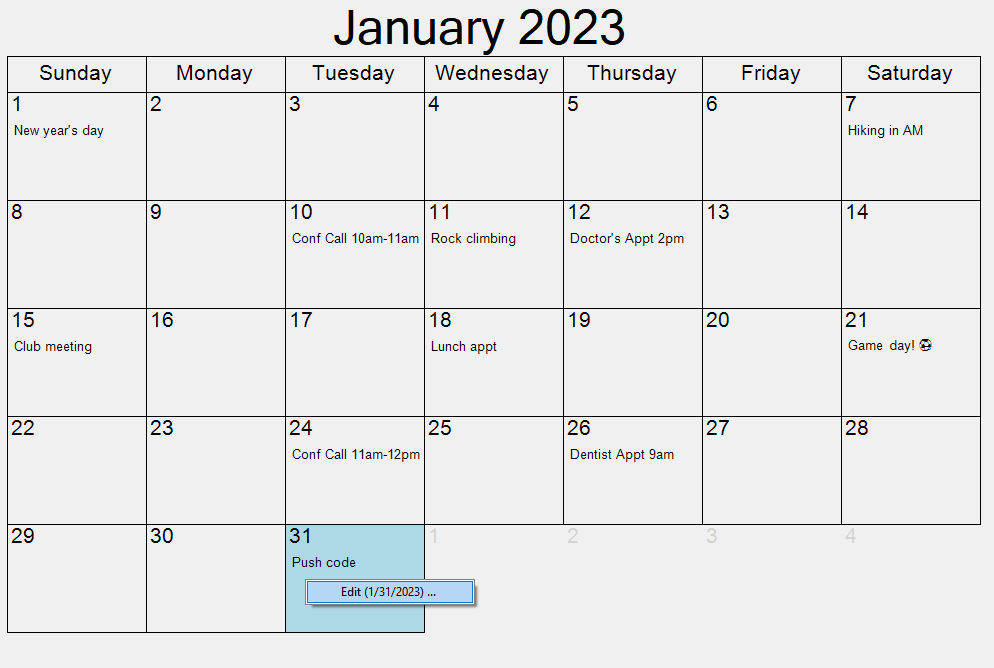 January 2023
Sunday Monday Tuesday Wednesday Thursday Friday Saturday
1 2 3 4 5 6 7
New year's day Hiking in AM
8 9 10 11 12 13 14
Conf Call 10am-11am Rock climbing Doctor's Appt 2pm
15 16 17 18 19 20 21
Club meeting Lunch appt Game day! ⚽
22 23 24 25 26 27 28
Conf Call 11am-12pm Dentist Appt 9am
29 30 31 1 2 3 4
Push code
Edit (1/31/2023) ...